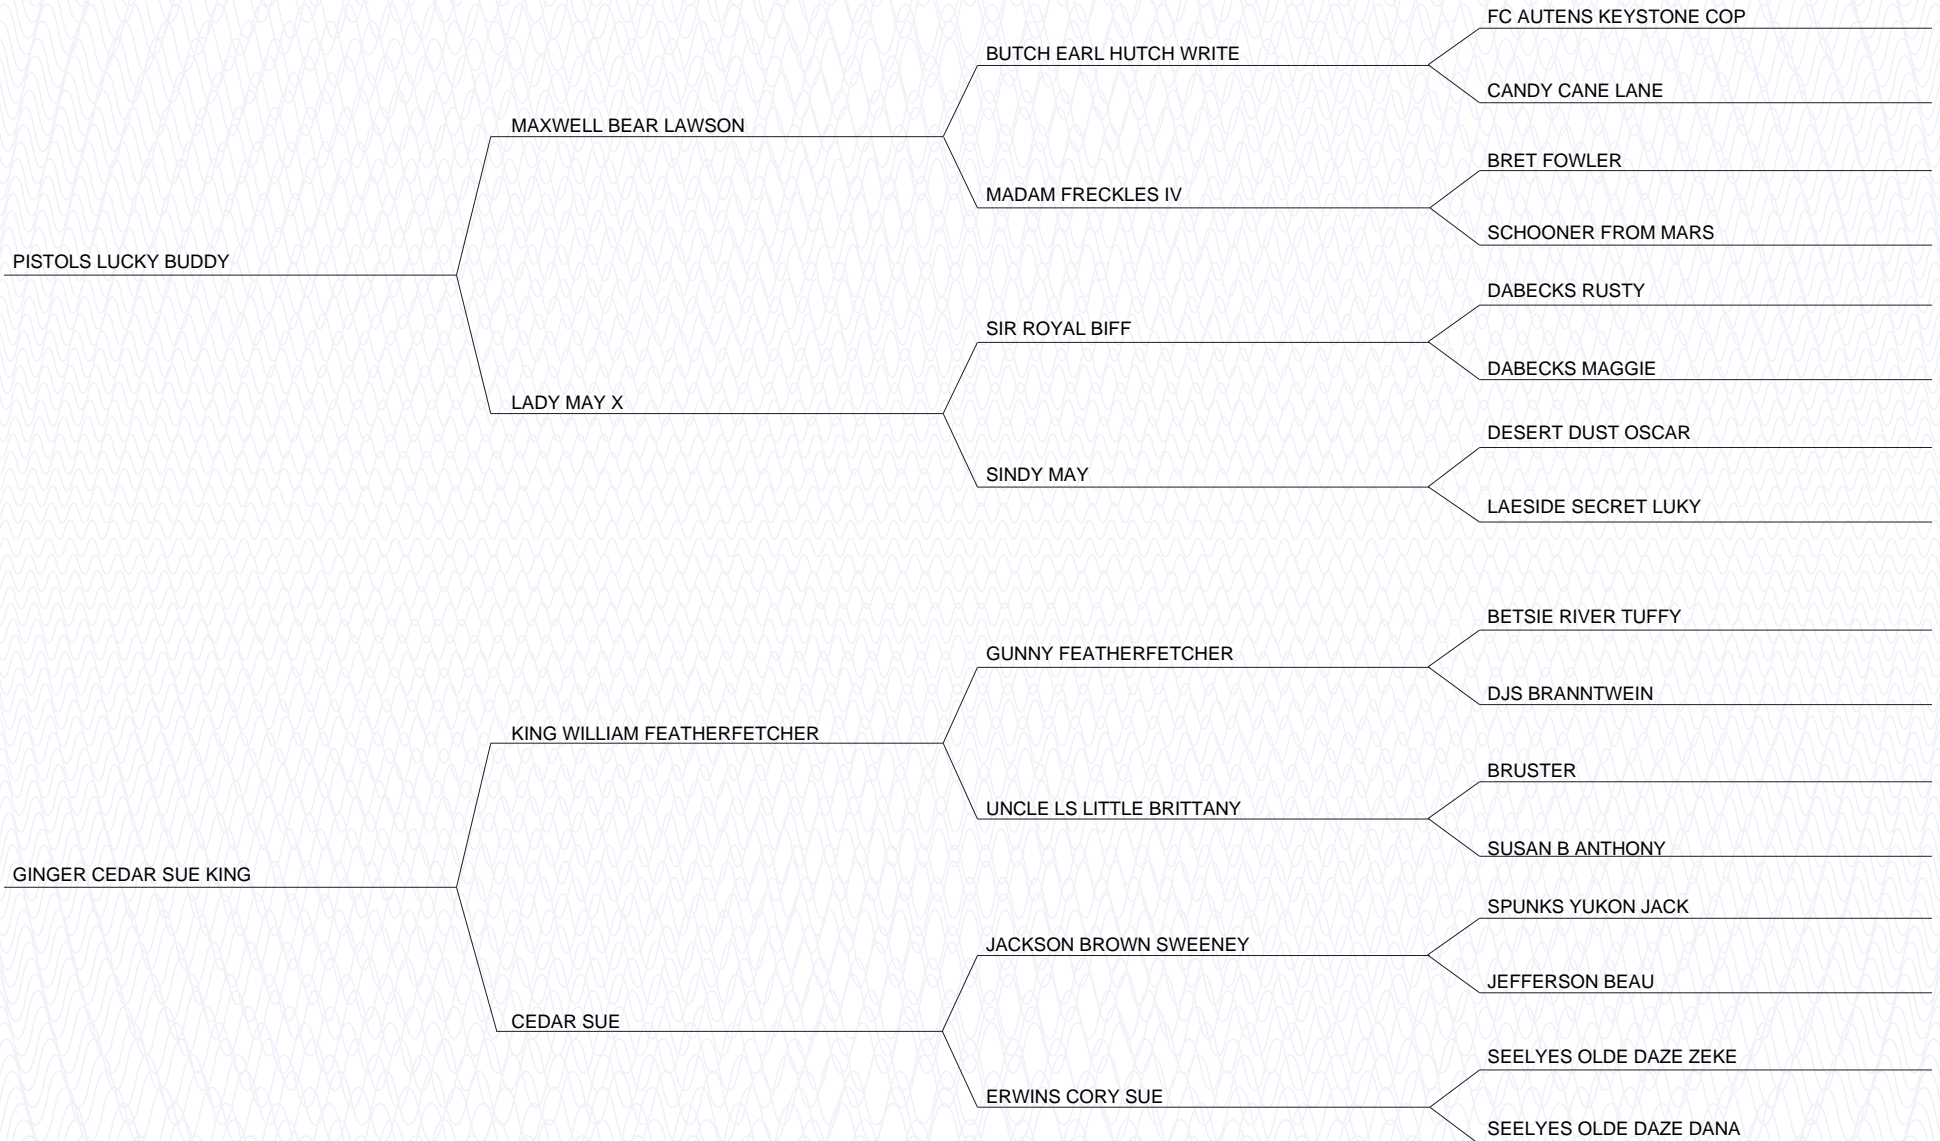 FC AUTENS KEYSTONE COP
BUTCH EARL HUTCH WRITE
CANDY CANE LANE
MAXWELL BEAR LAWSON
BRET FOWLER
MADAM FRECKLES IV
SCHOONER FROM MARS
PISTOLS LUCKY BUDDY
DABECKS RUSTY
SIR ROYAL BIFF
DABECKS MAGGIE
LADY MAY X
DESERT DUST OSCAR
SINDY MAY
LAESIDE SECRET LUKY
BETSIE RIVER TUFFY
GUNNY FEATHERFETCHER
DJS BRANNTWEIN
KING WILLIAM FEATHERFETCHER
BRUSTER
UNCLE LS LITTLE BRITTANY
SUSAN B ANTHONY
GINGER CEDAR SUE KING
SPUNKS YUKON JACK
JACKSON BROWN SWEENEY
JEFFERSON BEAU
CEDAR SUE
SEELYES OLDE DAZE ZEKE
ERWINS CORY SUE
SEELYES OLDE DAZE DANA